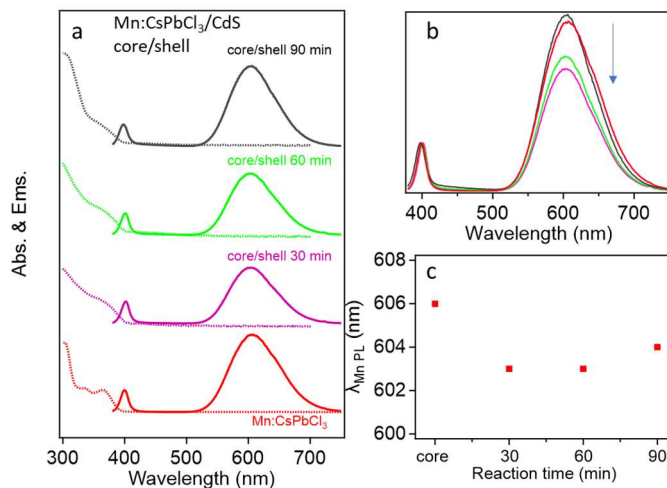 a
Mn:CsPbCl3/CdS
core/shell
core/shell 90 min
core/shell 60 min
core/shell 30 min
Mn:CsPbCl3
Abs. & Ems.
300 400 500 600 700
Wavelength (nm)
b
400 500 600 700
Wavelength (nm)
c
λMn PL (nm)
608
606
604
602
600
core 30 60 90
Reaction time (min)